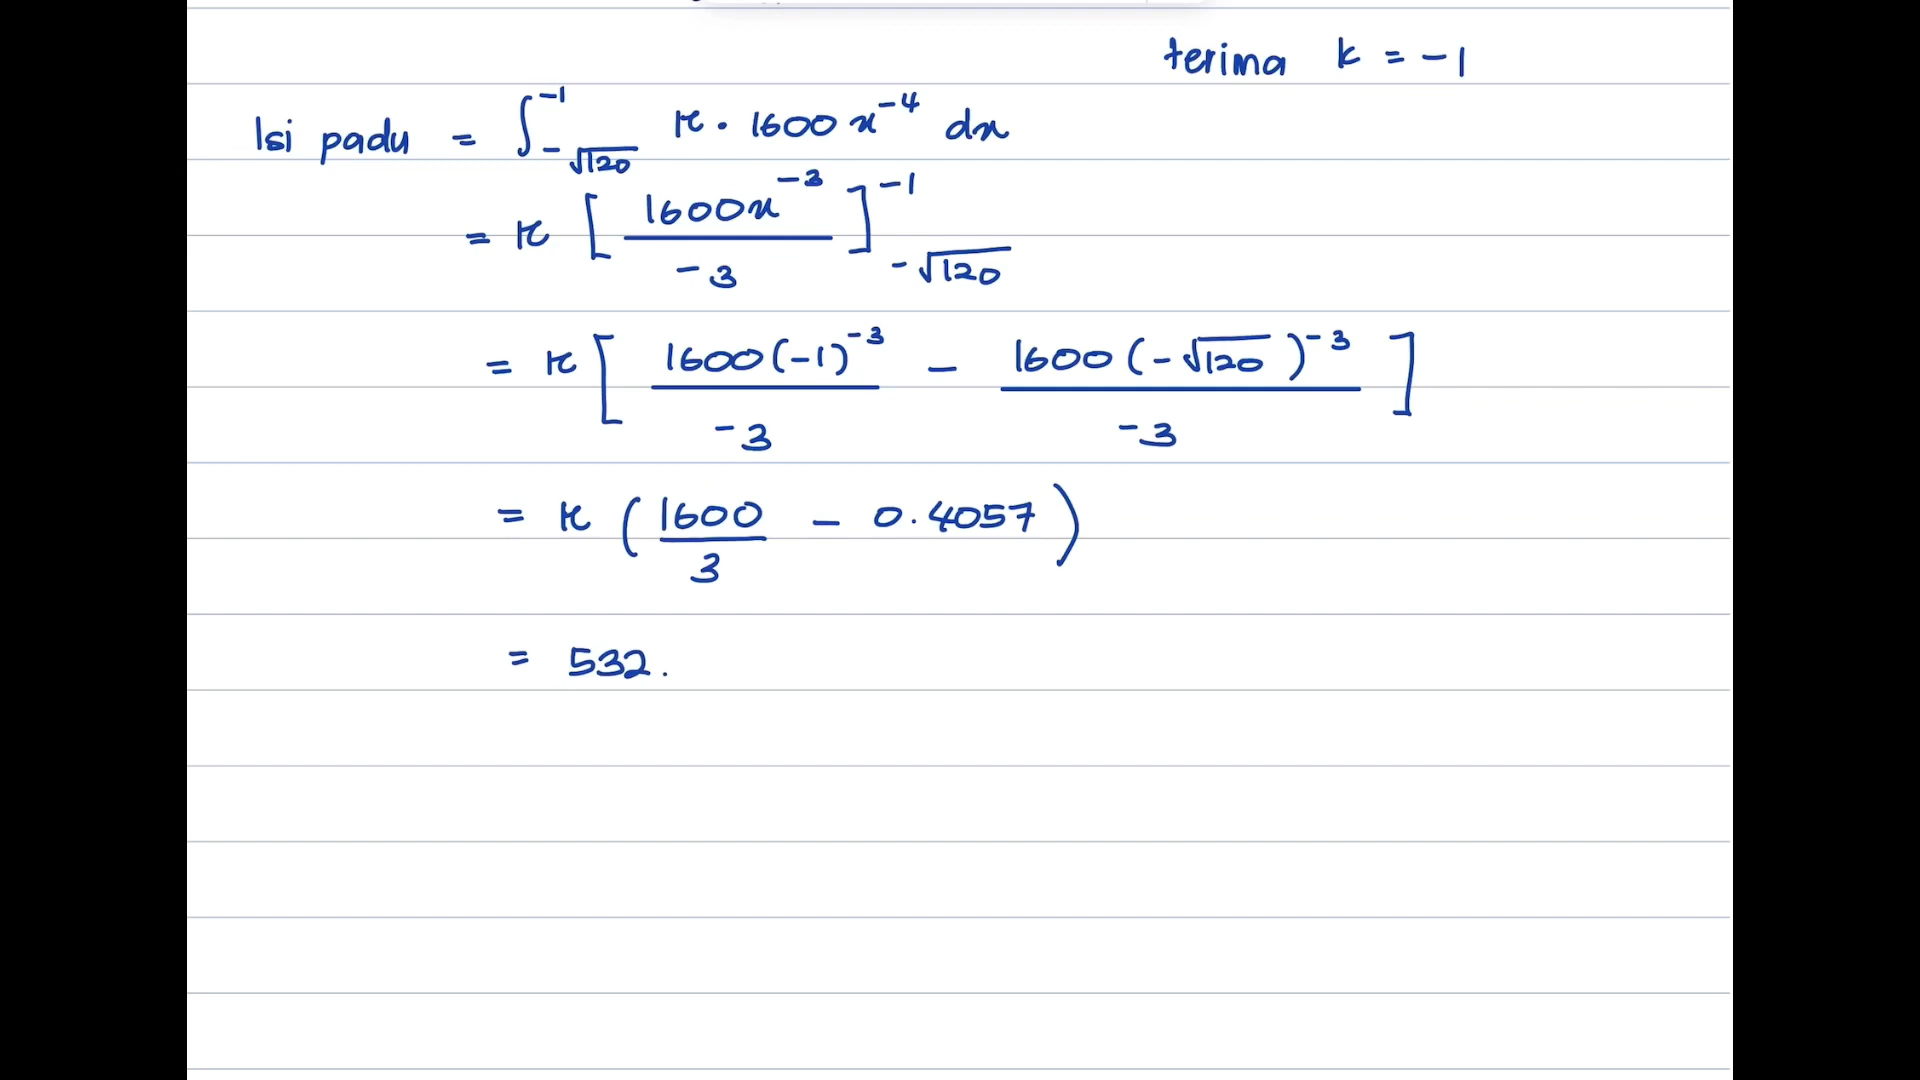 terima k = -1
Isi padu = ∫_{-√120}^{-1} π · 1600x^{-4} dx
= π [ 1600x^{-3} / -3 ]_{-√120}^{-1}
= π [ 1600(-1)^{-3} / -3 - 1600(-√120)^{-3} / -3 ]
= π ( 1600 / 3 - 0.4057 )
= 532.